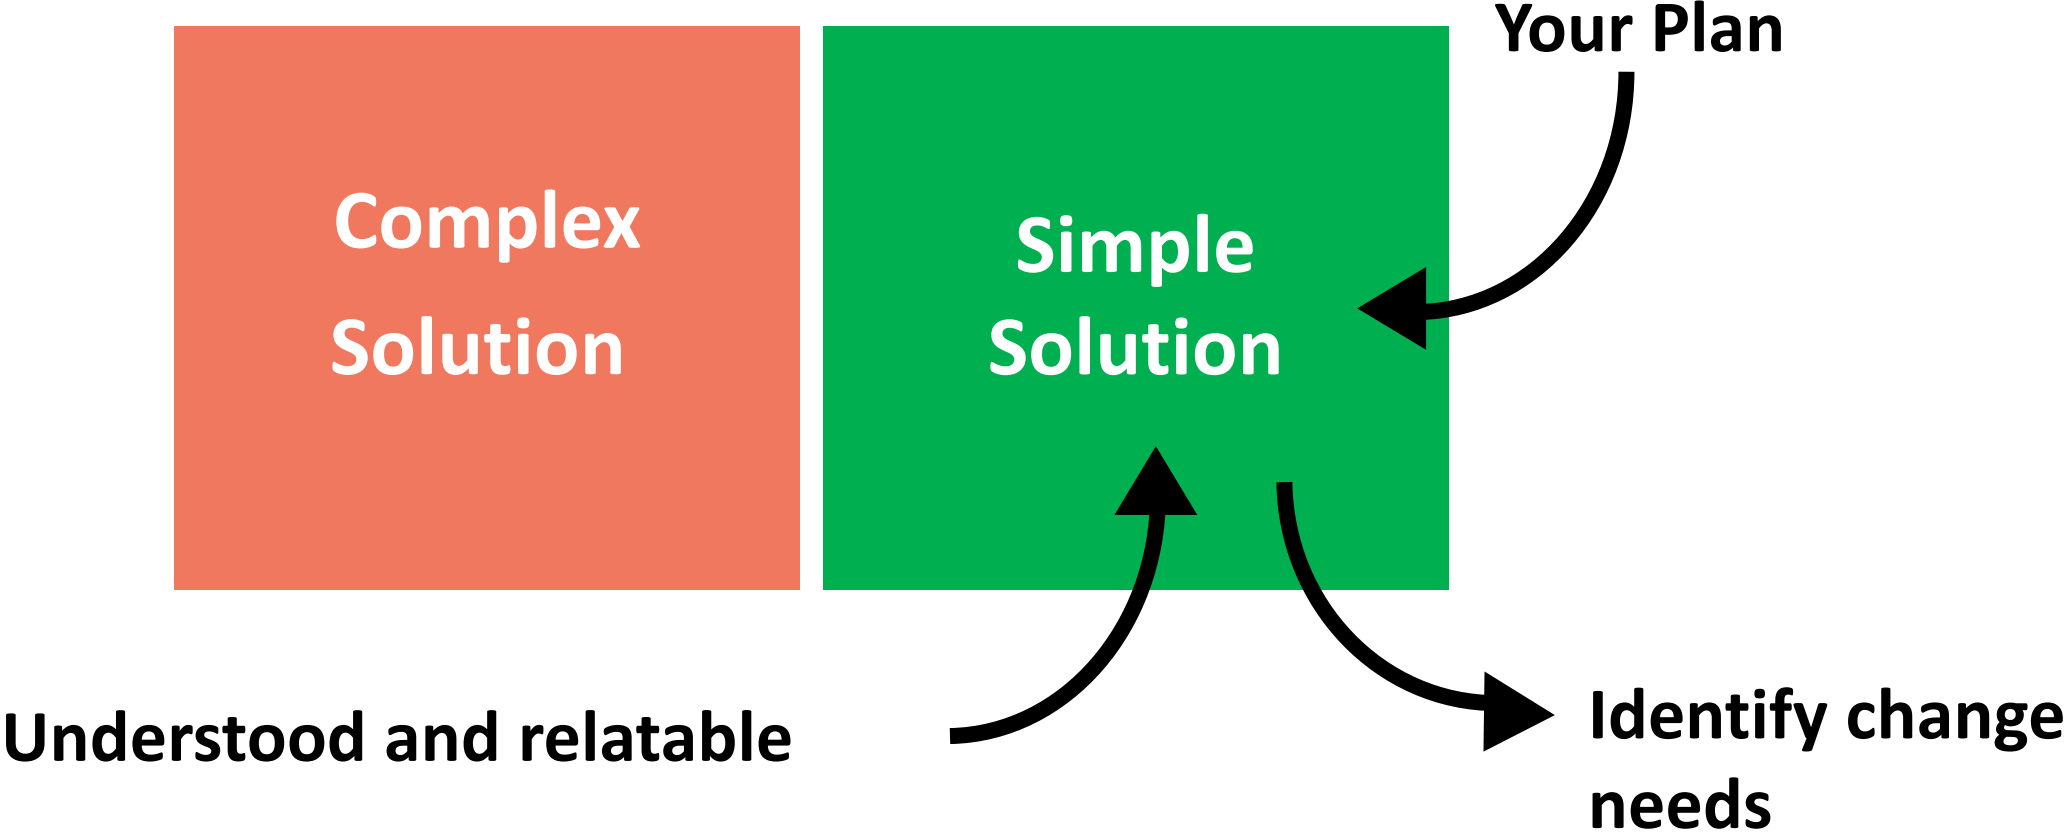 Your Plan
Complex
Solution
Simple
Solution
Understood and relatable
Identify change
needs